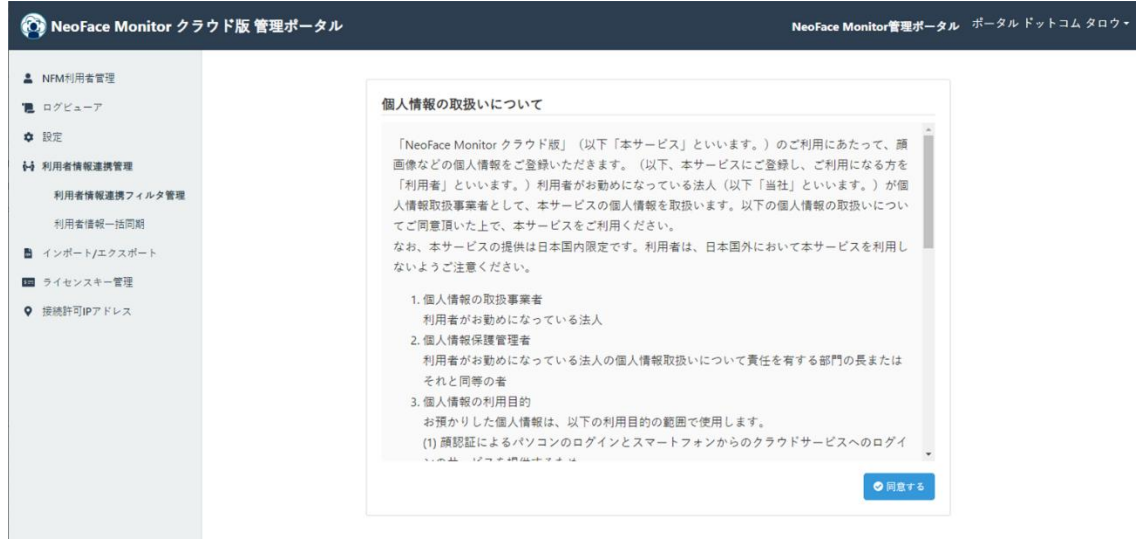 NeoFace Monitor クラウド版 管理ポータル
NeoFace Monitor管理ポータル
ポータル ドットコム タロウ
NFM利用者管理
ログビューア
設定
利用者情報連携管理
利用者情報連携フィルタ管理
利用者情報一括同期
インポート/エクスポート
ライセンスキー管理
接続許可IPアドレス
個人情報の取扱いについて
「NeoFace Monitor クラウド版」（以下「本サービス」といいます。）のご利用にあたって、顔
画像などの個人情報をご登録いただきます。（以下、本サービスにご登録し、ご利用になる方を
「利用者」といいます。）利用者がお勤めになっている法人（以下「当社」といいます。）が個
人情報取扱事業者として、本サービスの個人情報を取扱います。以下の個人情報の取扱いについ
てご同意頂いた上で、本サービスをご利用ください。
なお、本サービスの提供は日本国内限定です。利用者は、日本国外において本サービスを利用し
ないようご注意ください。
1. 個人情報の取扱事業者
利用者がお勤めになっている法人
2. 個人情報保護管理者
利用者がお勤めになっている法人の個人情報取扱いについて責任を有する部門の長または
それと同等の者
3. 個人情報の利用目的
お預かりした個人情報は、以下の利用目的の範囲で使用します。
(1) 顔認証によるパソコンのログインとスマートフォンからのクラウドサービスへのログイ
同意する